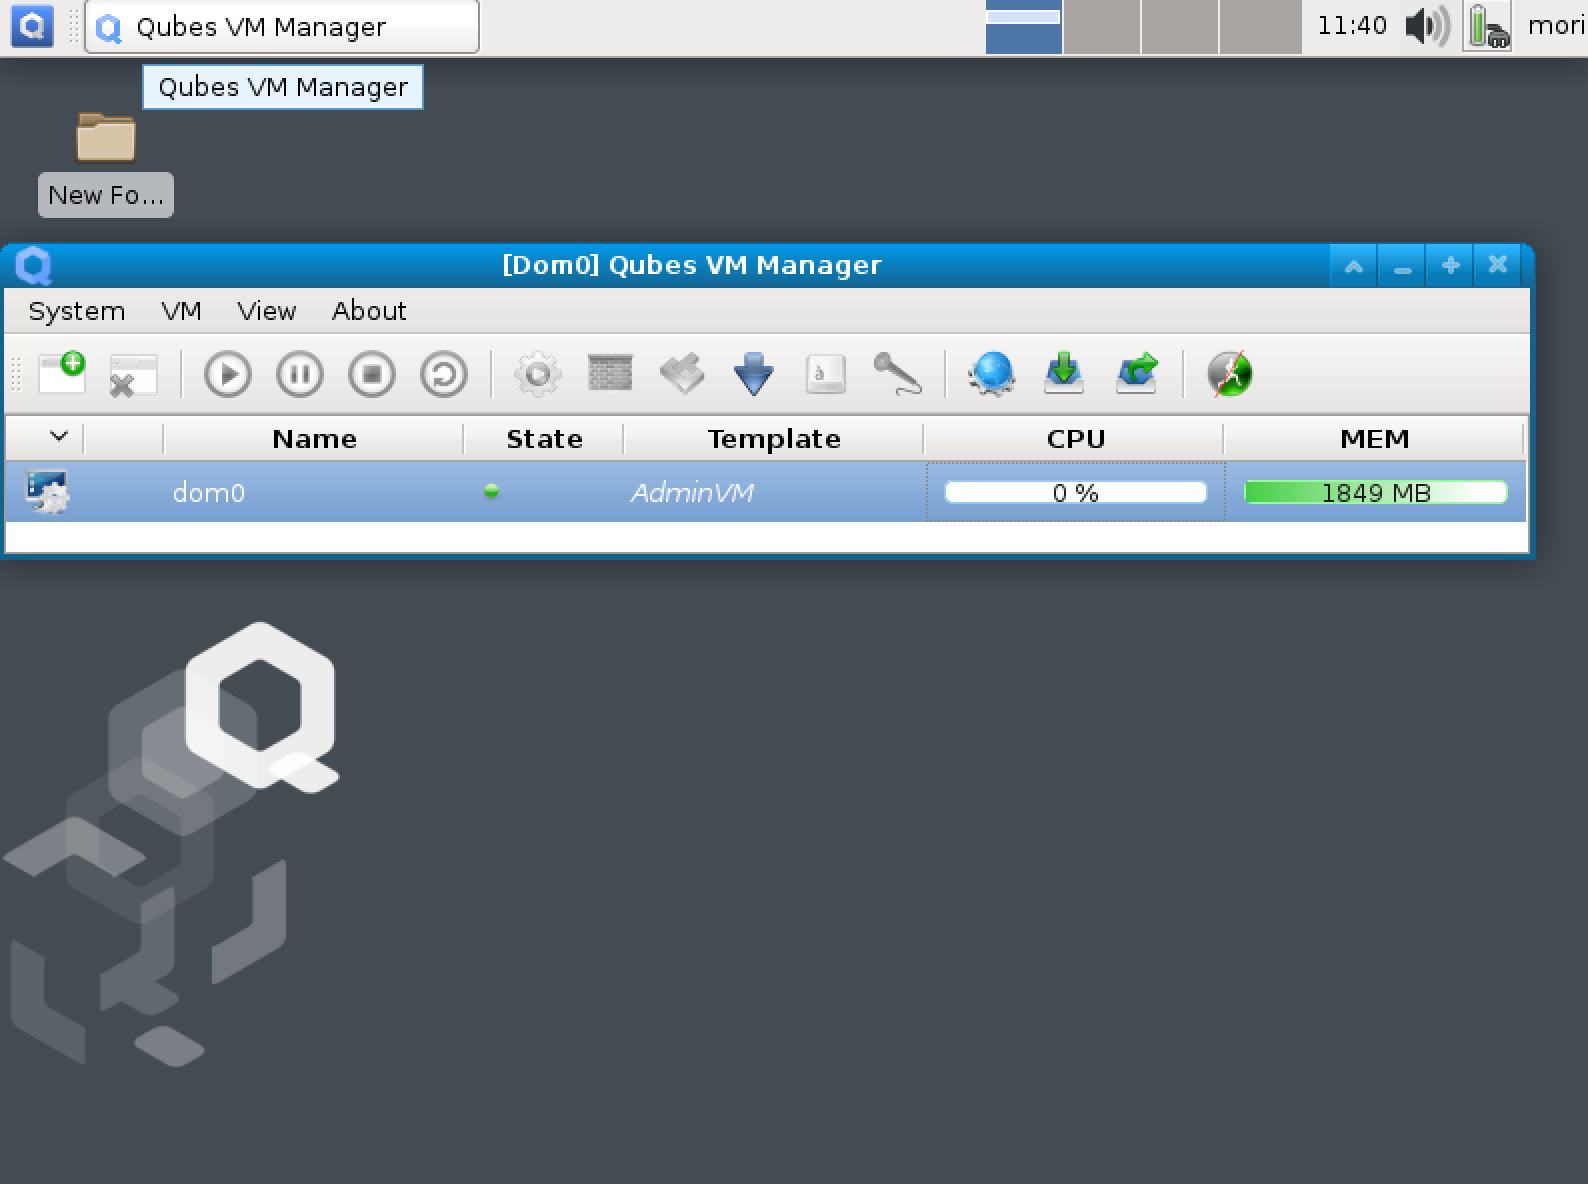 Qubes VM Manager
11:40
mori
Qubes VM Manager
New Fo...
[Dom0] Qubes VM Manager
System VM View About
à
Name State Template CPU MEM
dom0 AdminVM 0 % 1849 MB